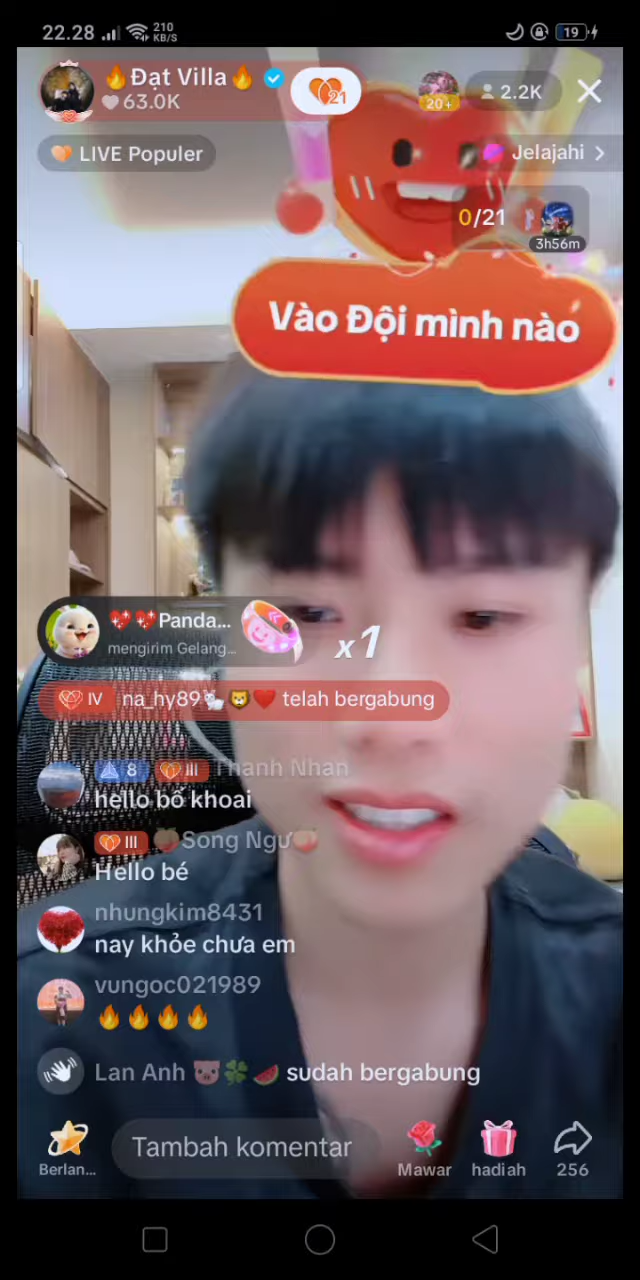 22.28
210
KB/S
19
🔥Đạt Villa🔥
63.0K
21
20+
2.2K
LIVE Populer
Jelajahi
0/21
3h56m
Vào Đội mình nào
Panda...
mengirim Gelang...
x1
IV na_hy89🐇🦁❤️ telah bergabung
8 III Thanh Nhan
hello bố khoai
III 🍑Song Ngư🍑
Hello bé
nhungkim8431
nay khỏe chưa em
vungoc021989
🔥🔥🔥🔥
Lan Anh 🐷🍀🍉 sudah bergabung
Berlan...
Tambah komentar
Mawar
hadiah
256